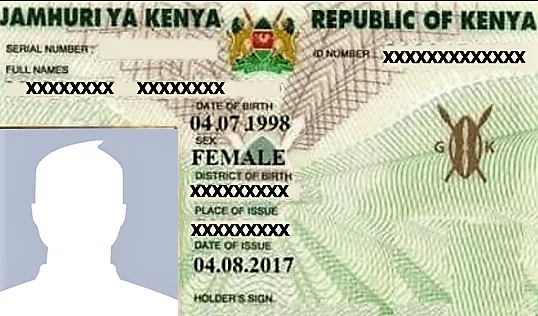 JAMHURI YA KENYA REPUBLIC OF KENYA
SERIAL NUMBER: ID NUMBER: XXXXXXXXXXXXX
FULL NAMES
XXXXXXXX XXXXXXXX
DATE OF BIRTH
04.07.1998
SEX
FEMALE
DISTRICT OF BIRTH
XXXXXXXXX
G K
PLACE OF ISSUE
XXXXXXXXX
DATE OF ISSUE
04.08.2017
HOLDER'S SIGN.